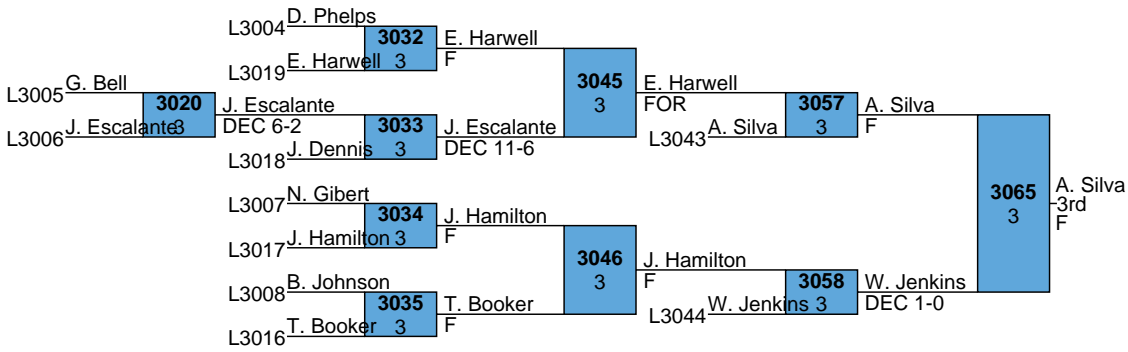 L3004 D. Phelps
3032
3
L3019 E. Harwell
E. Harwell
F
L3005 G. Bell
3020
3
L3006 J. Escalante
J. Escalante
DEC 6-2
3033
3
L3018 J. Dennis
J. Escalante
DEC 11-6
3045
3
E. Harwell
FOR
L3043 A. Silva
3057
3
A. Silva
F
L3007 N. Gibert
3034
3
L3017 J. Hamilton
J. Hamilton
F
L3008 B. Johnson
3035
3
L3016 T. Booker
T. Booker
F
3046
3
J. Hamilton
F
L3044 W. Jenkins
3058
3
W. Jenkins
DEC 1-0
3065
3
A. Silva
3rd
F